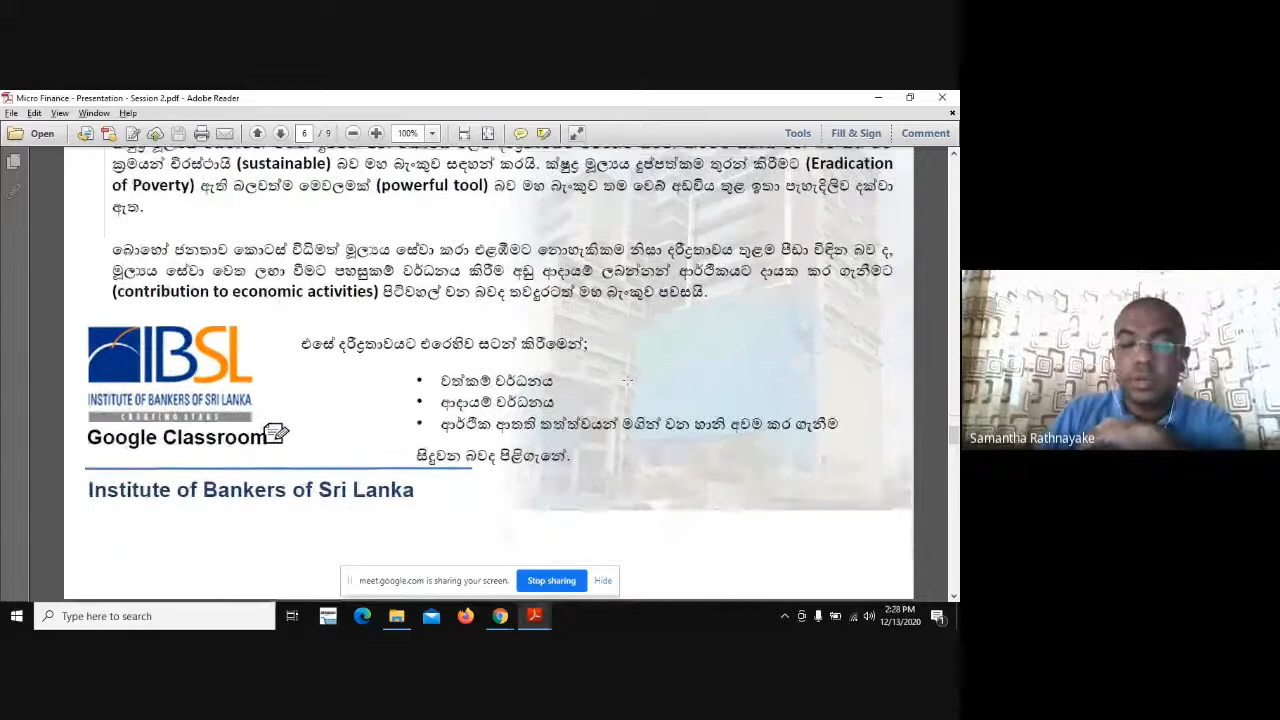 Micro Finance - Presentation - Session 2.pdf - Adobe Reader
File Edit View Window Help
Open 6 / 9 100% Tools Fill & Sign Comment
ක්‍රමයන් චිරස්ථායි (sustainable) බව මහ බැංකුව සඳහන් කරයි. ක්ෂුද්‍ර මූල්‍යය දුප්පත්කම තුරන් කිරීමට (Eradication
of Poverty) ඇති බලවත්ම මෙවලමක් (powerful tool) බව මහ බැංකුව තම වෙබ් අඩවිය තුළ ඉතා පැහැදිලිව දක්වා
ඇත.
බොහෝ ජනතාව කොටස් විධිමත් මූල්‍යය සේවා කරා එළඹීමට නොහැකිකම නිසා දරිද්‍රතාවය තුළම පීඩා විඳින බව ද,
මූල්‍යය සේවා වෙත ලඟා වීමට පහසුකම් වර්ධනය කිරීම අඩු ආදායම් ලබන්නන් ආර්ථිකයට දායක කර ගැනීමට
(contribution to economic activities) පිටිවහල් වන බවද තවදුරටත් මහ බැංකුව පවසයි.
එසේ දරිද්‍රතාවයට එරෙහිව සටන් කිරීමෙන්;
• වත්කම් වර්ධනය
• ආදායම් වර්ධනය
• ආර්ථික ආතති තත්ත්වයන් මගින් වන හානි අවම කර ගැනීම
සිදුවන බවද පිළිගැනේ.
IBSL
INSTITUTE OF BANKERS OF SRI LANKA
CREATING STARS
Google Classroom
Institute of Bankers of Sri Lanka
Samantha Rathnayake
meet.google.com is sharing your screen. Stop sharing Hide
Type here to search
2:28 PM
12/13/2020
1